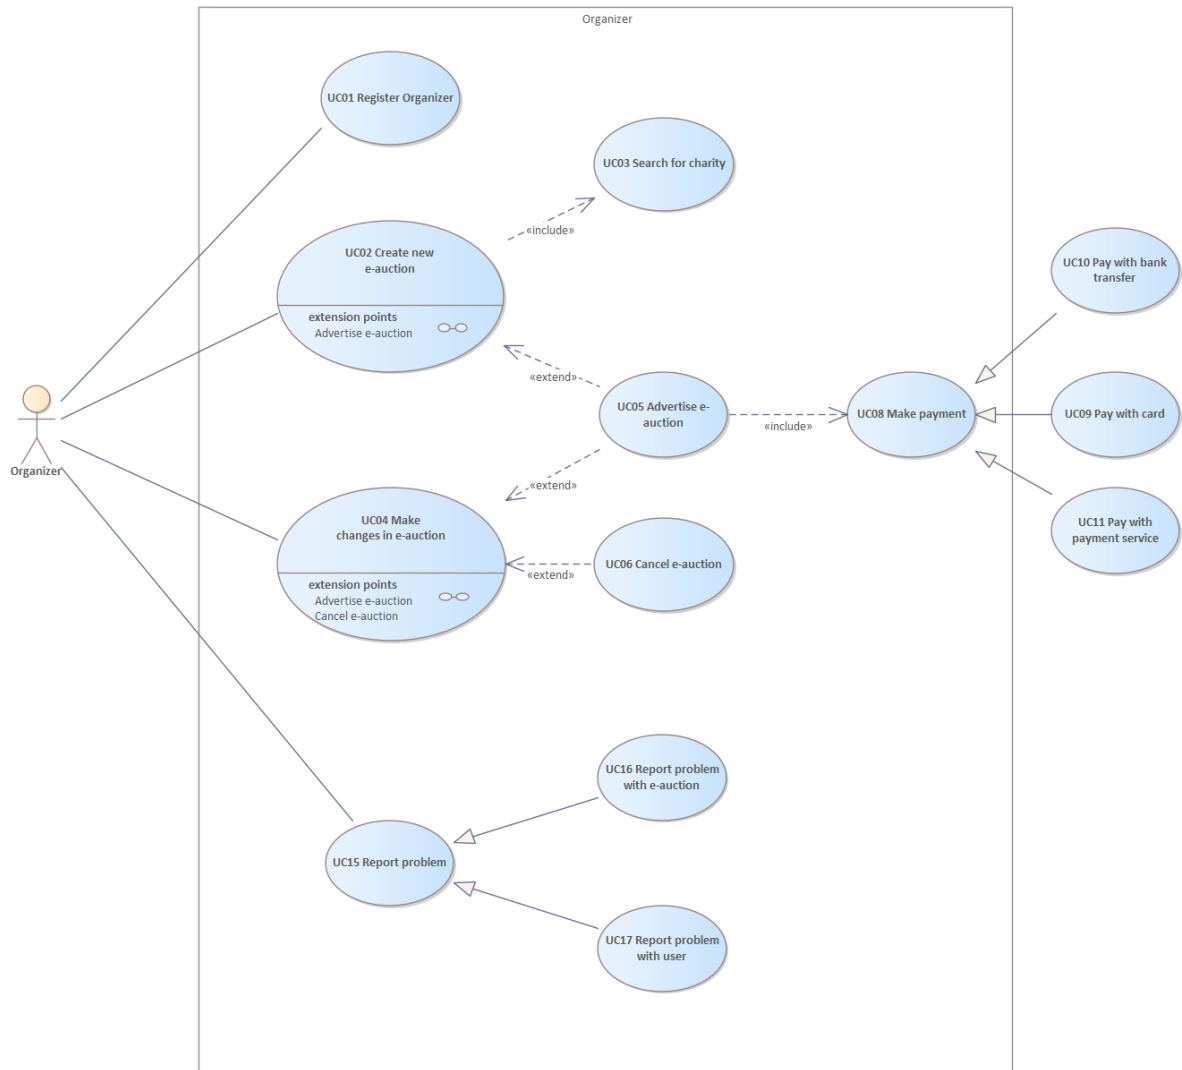 Organizer
UC01 Register Organizer
UC03 Search for charity
«include»
UC02 Create new
e-auction
extension points
Advertise e-auction
UC10 Pay with bank
transfer
«extend»
UC05 Advertise e-
auction
«include»
UC08 Make payment
UC09 Pay with card
Organizer
«extend»
UC04 Make
changes in e-auction
extension points
Advertise e-auction
Cancel e-auction
«extend»
UC06 Cancel e-auction
UC11 Pay with
payment service
UC16 Report problem
with e-auction
UC15 Report problem
UC17 Report problem
with user